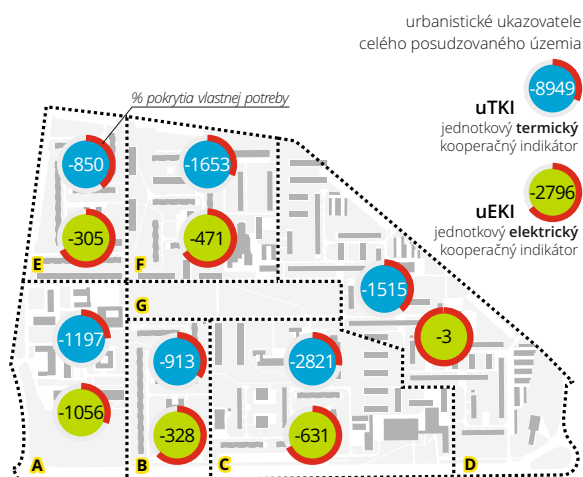 urbanistické ukazovatele
celého posudzovaného územia
-8949
uTKI
jednotkový termický
kooperačný indikátor
-2796
uEKI
jednotkový elektrický
kooperačný indikátor
% pokrytia vlastnej potreby
-850
-1653
-305
-471
E
F
G
-1515
-3
-1197
-913
-2821
-1056
-328
-631
A
B
C
D